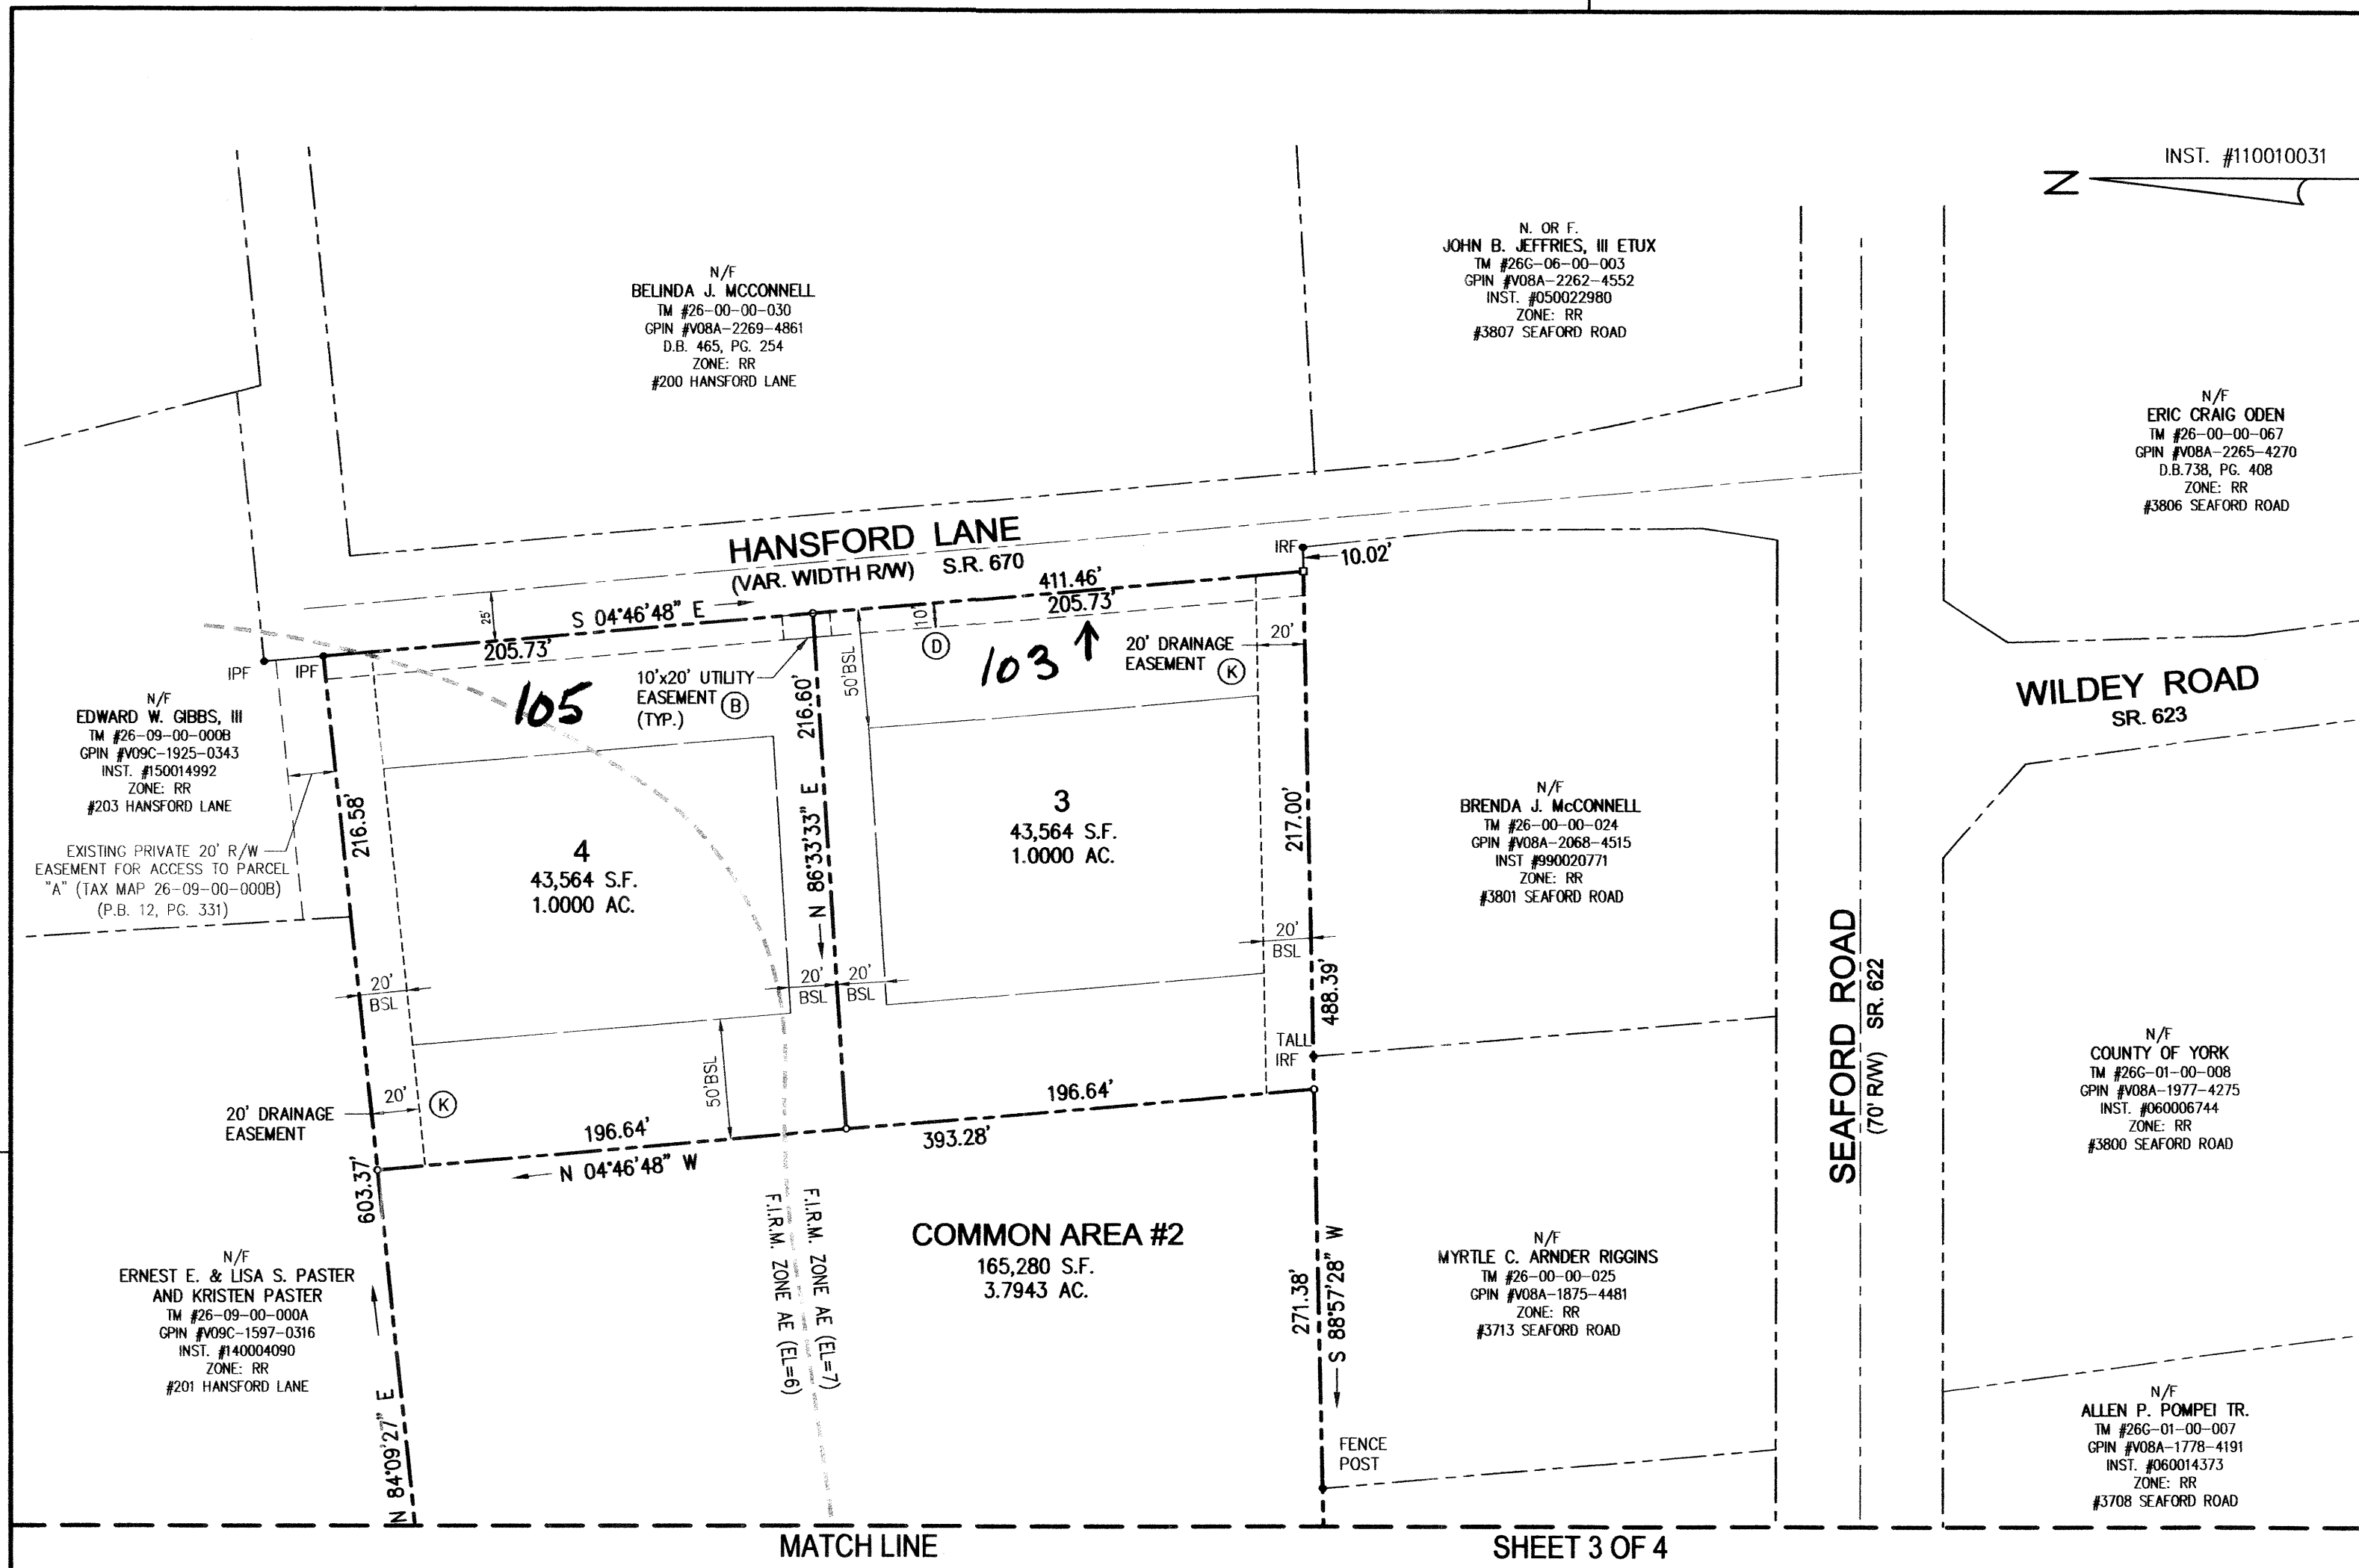 INST. #110010031
N
N/F
BELINDA J. MCCONNELL
TM #26-00-00-030
GPIN #V08A-2269-4861
D.B. 465, PG. 254
ZONE: RR
#200 HANSFORD LANE
N. OR F.
JOHN B. JEFFRIES, III ETUX
TM #26G-06-00-003
GPIN #V08A-2262-4552
INST. #050022980
ZONE: RR
#3807 SEAFORD ROAD
N/F
ERIC CRAIG ODEN
TM #26-00-00-067
GPIN #V08A-2265-4270
D.B.738, PG. 408
ZONE: RR
#3806 SEAFORD ROAD
HANSFORD LANE
(VAR. WIDTH R/W) S.R. 670
IRF
10.02'
411.46'
205.73'
25'
S 04°46'48" E
205.73'
10'
D
IPF
IPF
105
10'x20' UTILITY
EASEMENT B
(TYP.)
216.60'
50'BSL
103
20' DRAINAGE
EASEMENT K
20'
WILDEY ROAD
SR. 623
N/F
EDWARD W. GIBBS, III
TM #26-09-00-000B
GPIN #V09C-1925-0343
INST. #150014992
ZONE: RR
#203 HANSFORD LANE
EXISTING PRIVATE 20' R/W
EASEMENT FOR ACCESS TO PARCEL
"A" (TAX MAP 26-09-00-000B)
(P.B. 12, PG. 331)
216.58'
4
43,564 S.F.
1.0000 AC.
N 86°33'33" E
3
43,564 S.F.
1.0000 AC.
217.00'
N/F
BRENDA J. McCONNELL
TM #26-00-00-024
GPIN #V08A-2068-4515
INST #990020771
ZONE: RR
#3801 SEAFORD ROAD
20'
BSL
20'
BSL
20'
BSL
20'
BSL
488.39'
TALL
IRF
SEAFORD ROAD
(70' R/W) SR. 622
N/F
COUNTY OF YORK
TM #26G-01-00-008
GPIN #V08A-1977-4275
INST. #060006744
ZONE: RR
#3800 SEAFORD ROAD
20' DRAINAGE
EASEMENT
20'
K
50'BSL
196.64'
196.64'
393.28'
N 04°46'48" W
603.37'
F.I.R.M. ZONE AE (EL=6)
F.I.R.M. ZONE AE (EL=7)
COMMON AREA #2
165,280 S.F.
3.7943 AC.
271.38'
S 88°57'28" W
N/F
MYRTLE C. ARNDER RIGGINS
TM #26-00-00-025
GPIN #V08A-1875-4481
ZONE: RR
#3713 SEAFORD ROAD
N/F
ERNEST E. & LISA S. PASTER
AND KRISTEN PASTER
TM #26-09-00-000A
GPIN #V09C-1597-0316
INST. #140004090
ZONE: RR
#201 HANSFORD LANE
N 84°09'27" E
FENCE
POST
N/F
ALLEN P. POMPEI TR.
TM #26G-01-00-007
GPIN #V08A-1778-4191
INST. #060014373
ZONE: RR
#3708 SEAFORD ROAD
MATCH LINE
SHEET 3 OF 4